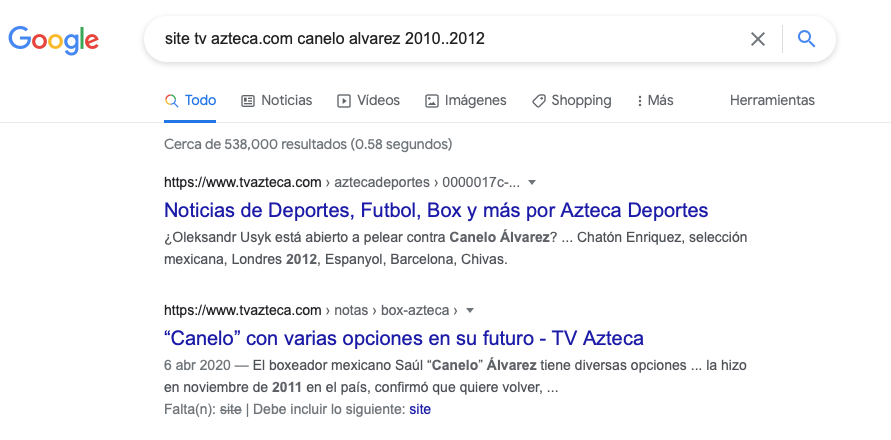 Google
site tv azteca.com canelo alvarez 2010..2012
Todo Noticias Vídeos Imágenes Shopping Más Herramientas
Cerca de 538,000 resultados (0.58 segundos)
https://www.tvazteca.com › aztecadeportes › 0000017c-...
Noticias de Deportes, Futbol, Box y más por Azteca Deportes
¿Oleksandr Usyk está abierto a pelear contra Canelo Álvarez? ... Chatón Enriquez, selección
mexicana, Londres 2012, Espanyol, Barcelona, Chivas.
https://www.tvazteca.com › notas › box-azteca ›
“Canelo” con varias opciones en su futuro - TV Azteca
6 abr 2020 — El boxeador mexicano Saúl “Canelo” Álvarez tiene diversas opciones ... la hizo
en noviembre de 2011 en el país, confirmó que quiere volver, ...
Falta(n): site | Debe incluir lo siguiente: site